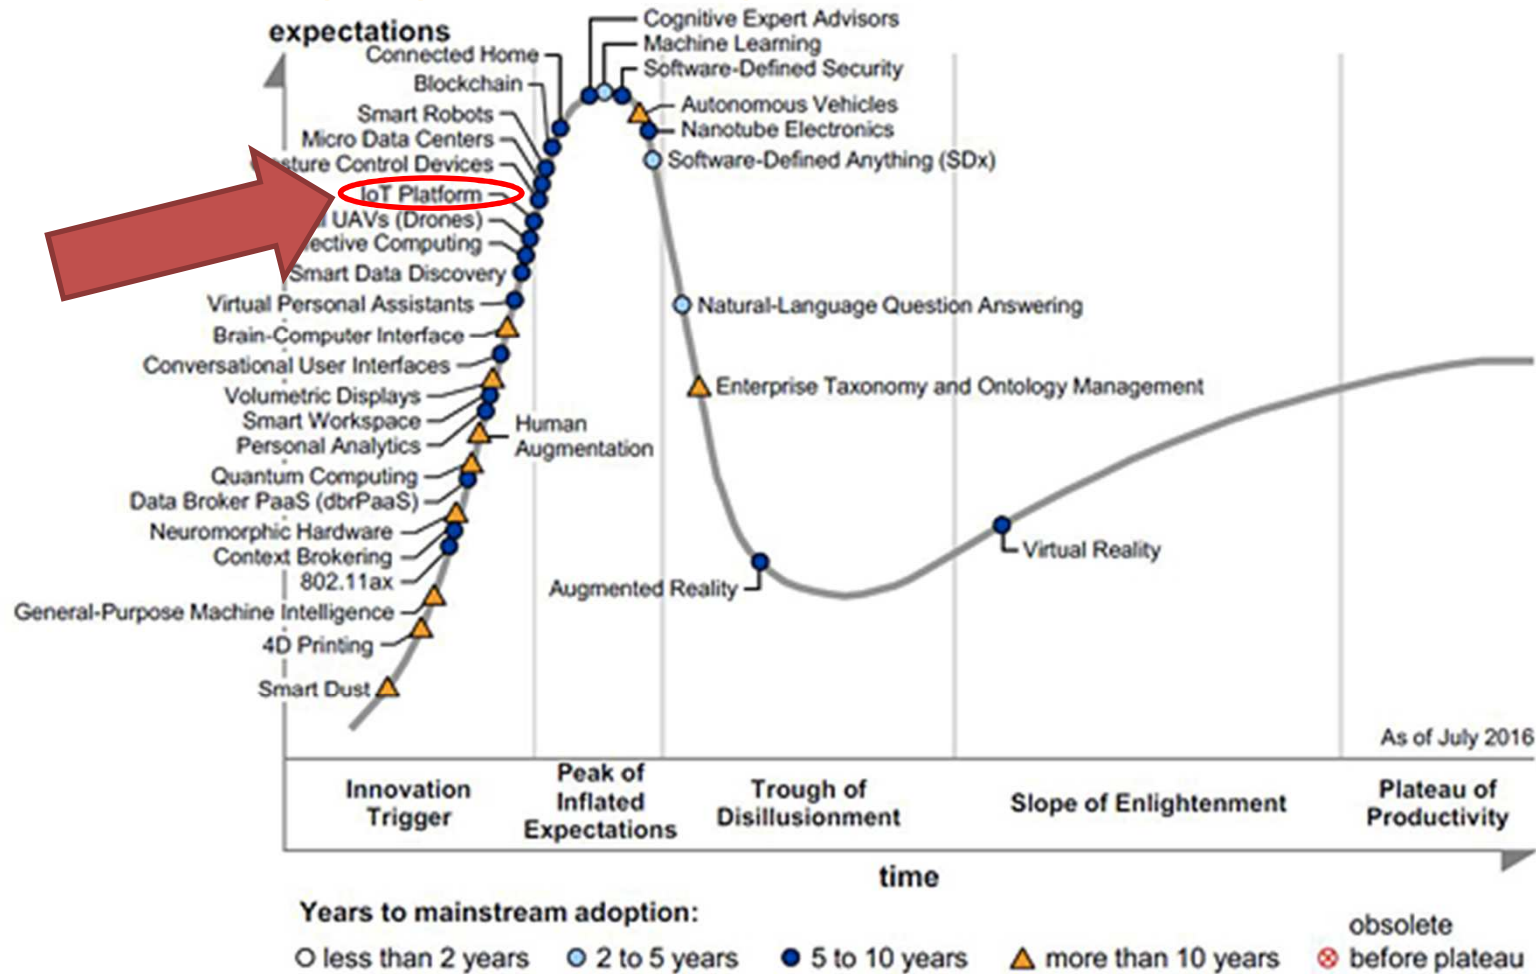 expectations
Cognitive Expert Advisors
Machine Learning
Software-Defined Security
Connected Home
Blockchain
Smart Robots
Micro Data Centers
Control Devices
IoT Platform
UAVs (Drones)
Computing
Smart Data Discovery
Virtual Personal Assistants
Brain-Computer Interface
Conversational User Interfaces
Volumetric Displays
Smart Workspace
Personal Analytics
Quantum Computing
Data Broker PaaS (dbrPaaS)
Neuromorphic Hardware
Context Brokering
802.11ax
General-Purpose Machine Intelligence
4D Printing
Smart Dust
Human
Augmentation
Autonomous Vehicles
Nanotube Electronics
Software-Defined Anything (SDx)
Natural-Language Question Answering
Enterprise Taxonomy and Ontology Management
Augmented Reality
Virtual Reality
As of July 2016
Innovation
Trigger
Peak of
Inflated
Expectations
Trough of
Disillusionment
Slope of Enlightenment
Plateau of
Productivity
time
Years to mainstream adoption:
less than 2 years
2 to 5 years
5 to 10 years
more than 10 years
obsolete
before plateau